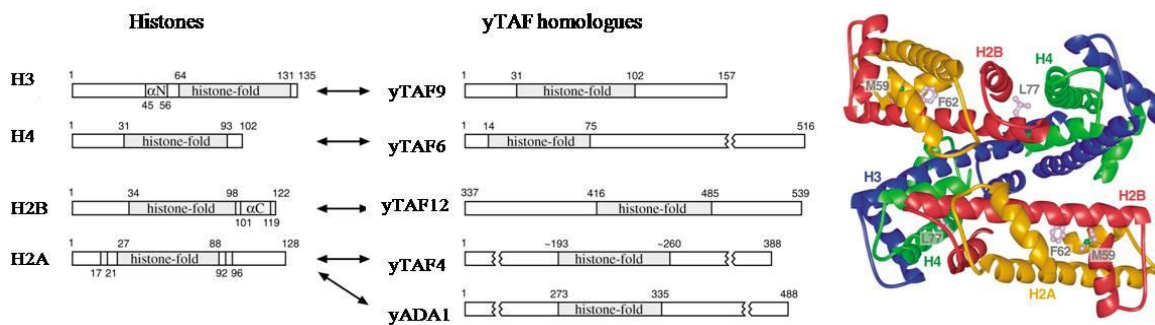 Histones
yTAF homologues
H3
1 64 131 135
αN histone-fold
45 56
yTAF9
1 31 102 157
histone-fold
H4
1 31 93 102
histone-fold
yTAF6
1 14 75 516
histone-fold
H2B
1 34 98 122
histone-fold αC
101 119
yTAF12
337 416 485 539
histone-fold
H2A
1 27 88 128
histone-fold
17 21 92 96
yTAF4
1 ~193 ~260 388
histone-fold
yADA1
1 273 335 488
histone-fold
H2B
H4
L77
M59
F62
H3
H2B
L77
F62
M59
H4
H2A